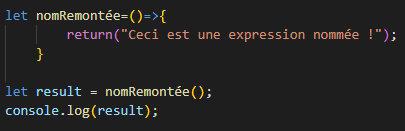 let nomRemontée=()=>{
return("Ceci est une expression nommée !");
}
let result = nomRemontée();
console.log(result);